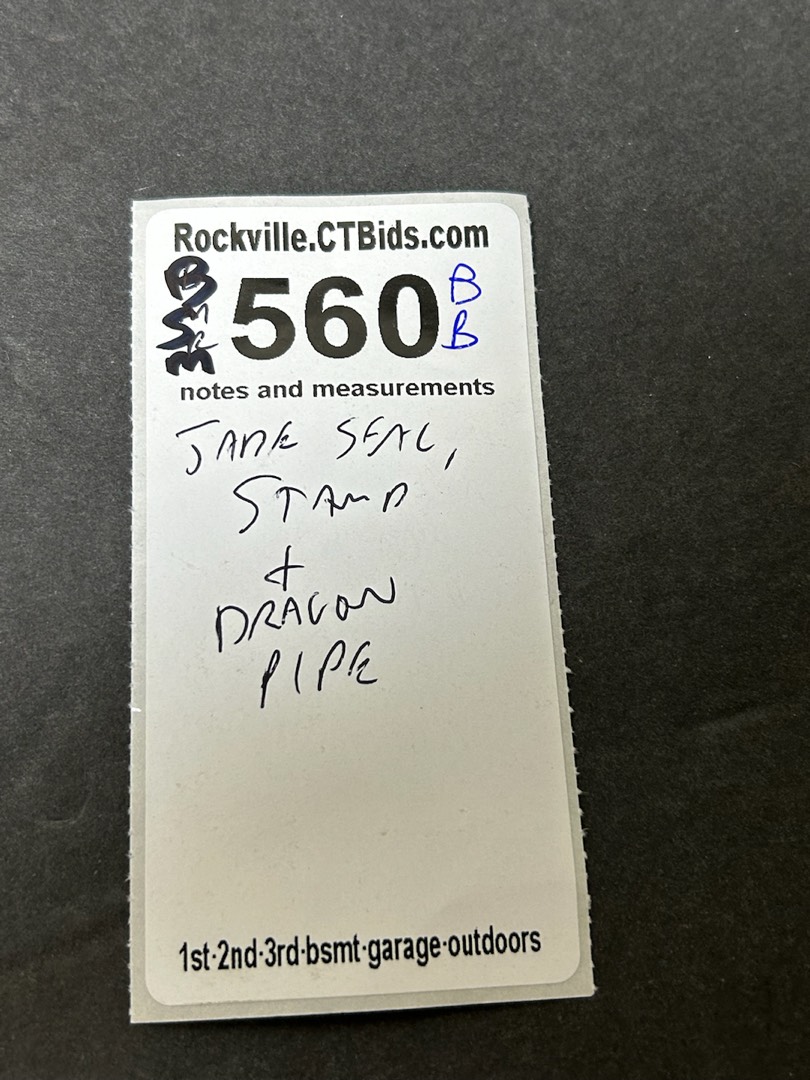 Rockville.CTBids.com
560
B
B
notes and measurements
JADE SEAL,
STAMP
+
DRAGON
PIPE
1st·2nd·3rd·bsmt·garage·outdoors